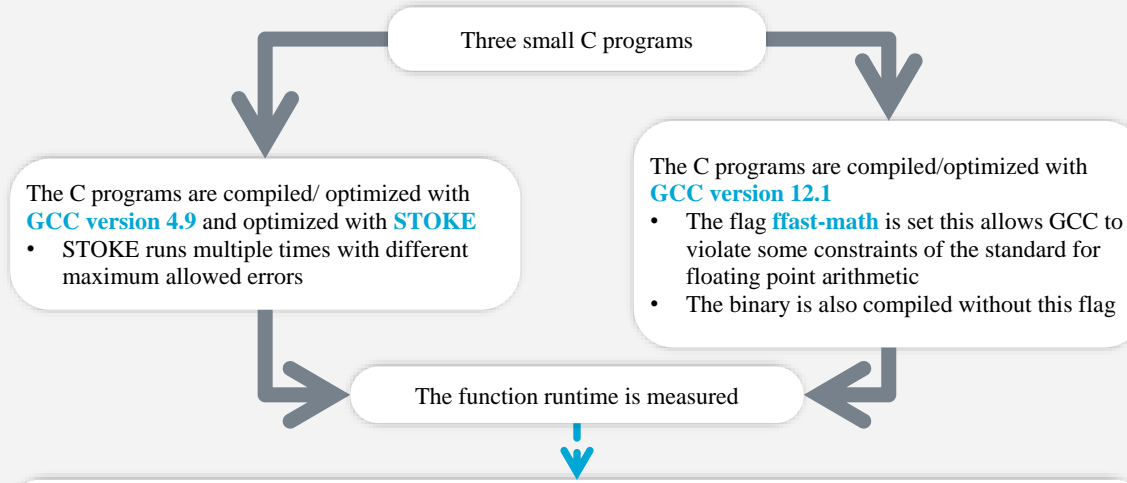 Three small C programs
The C programs are compiled/ optimized with
GCC version 4.9 and optimized with STOKE
• STOKE runs multiple times with different
maximum allowed errors
The C programs are compiled/optimized with
GCC version 12.1
• The flag ffast-math is set this allows GCC to
violate some constraints of the standard for
floating point arithmetic
• The binary is also compiled without this flag
The function runtime is measured